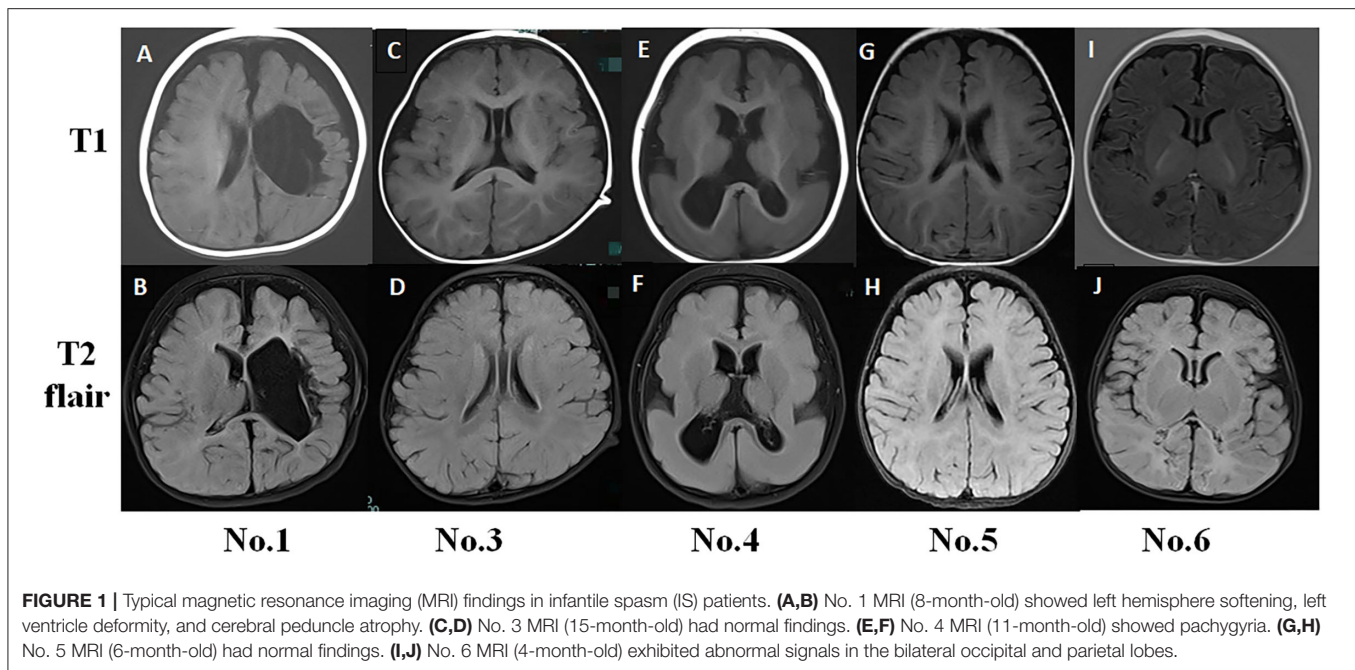 A
C
E
G
I
T1
B
D
F
H
J
T2
flair
No.1
No.3
No.4
No.5
No.6
FIGURE 1 | Typical magnetic resonance imaging (MRI) findings in infantile spasm (IS) patients. (A,B) No. 1 MRI (8-month-old) showed left hemisphere softening, left
ventricle deformity, and cerebral peduncle atrophy. (C,D) No. 3 MRI (15-month-old) had normal findings. (E,F) No. 4 MRI (11-month-old) showed pachygyria. (G,H)
No. 5 MRI (6-month-old) had normal findings. (I,J) No. 6 MRI (4-month-old) exhibited abnormal signals in the bilateral occipital and parietal lobes.